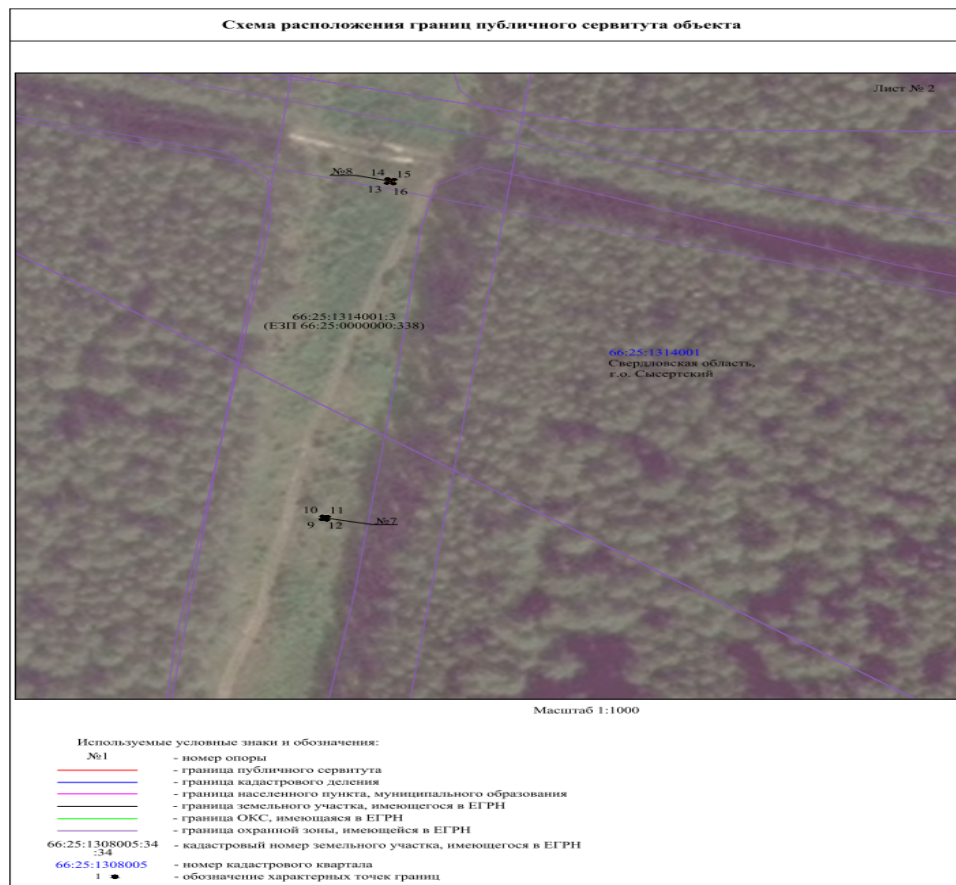 Схема расположения границ публичного сервитута объекта
Лист № 2
№8 14 15
13 16
66:25:1314001:3
(ЕЗП 66:25:0000000:338)
66:25:1314001
Свердловская область,
г.о. Сысертский
10 11
9 12 №7
Масштаб 1:1000
Используемые условные знаки и обозначения:
№1 - номер опоры
- граница публичного сервитута
- граница кадастрового деления
- граница населенного пункта, муниципального образования
- граница земельного участка, имеющегося в ЕГРН
- граница ОКС, имеющаяся в ЕГРН
- граница охранной зоны, имеющейся в ЕГРН
66:25:1308005:34 - кадастровый номер земельного участка, имеющегося в ЕГРН
:34
66:25:1308005 - номер кадастрового квартала
1 - обозначение характерных точек границ